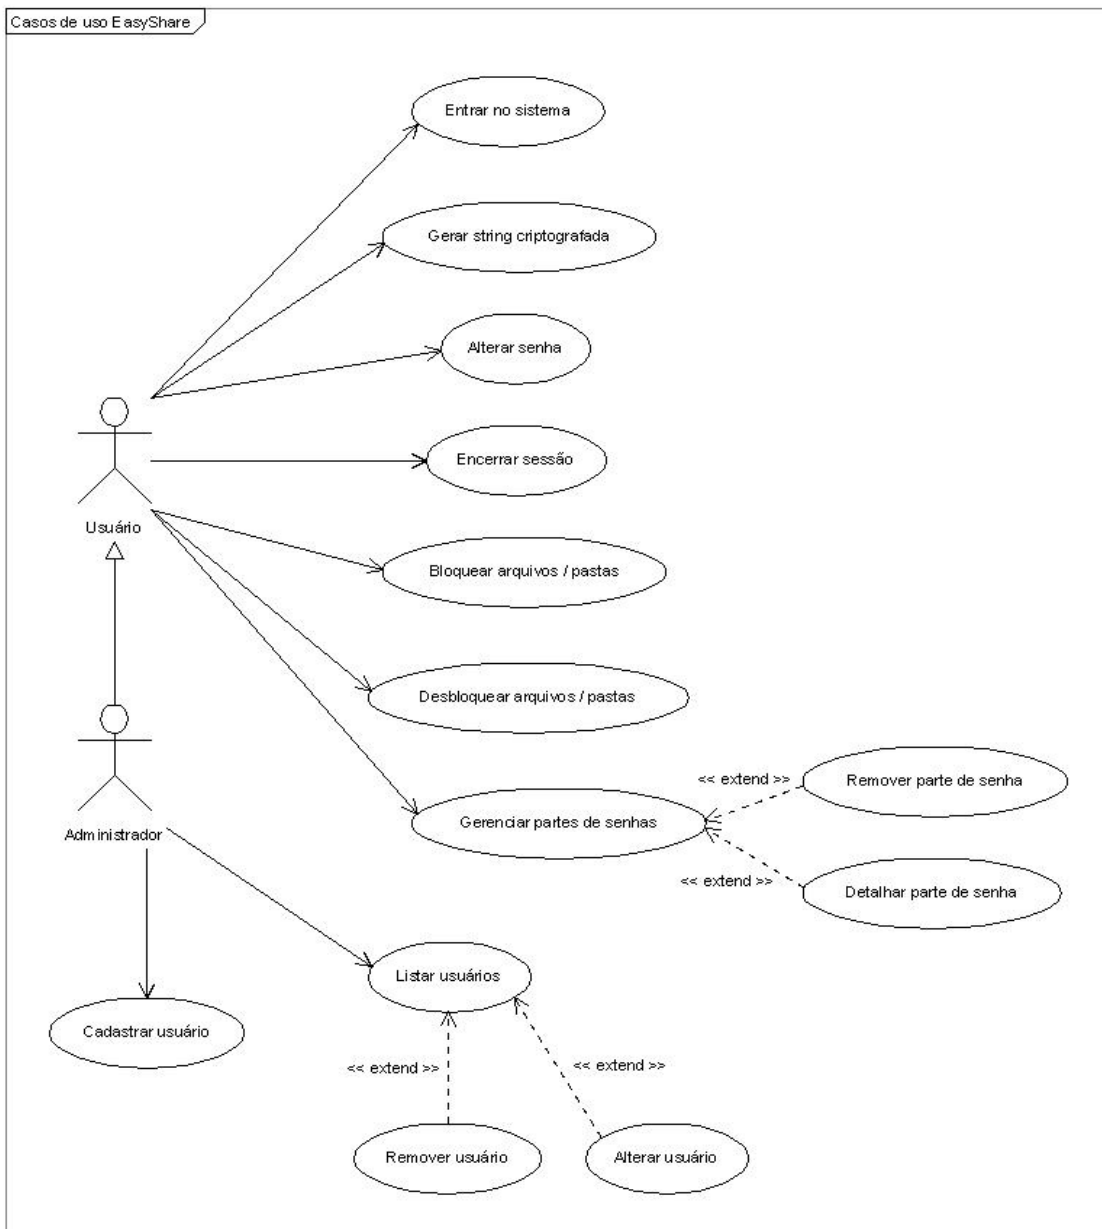 Casos de uso EasyShare
Entrar no sistema
Gerar string criptografada
Alterar senha
Encerrar sessão
Usuário
Bloquear arquivos / pastas
Desbloquear arquivos / pastas
<< extend >>
Remover parte de senha
Gerenciar partes de senhas
Administrador
<< extend >>
Detalhar parte de senha
Listar usuários
Cadastrar usuário
<< extend >>
<< extend >>
Remover usuário
Alterar usuário